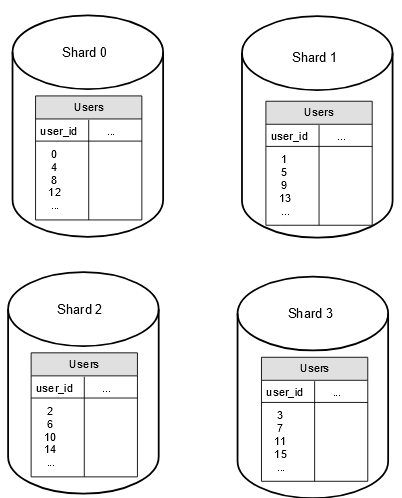 Shard 0
Users
user_id ...
0
4
8
12
...
Shard 1
Users
user_id ...
1
5
9
13
...
Shard 2
Users
user_id ...
2
6
10
14
...
Shard 3
Users
user_id ...
3
7
11
15
...